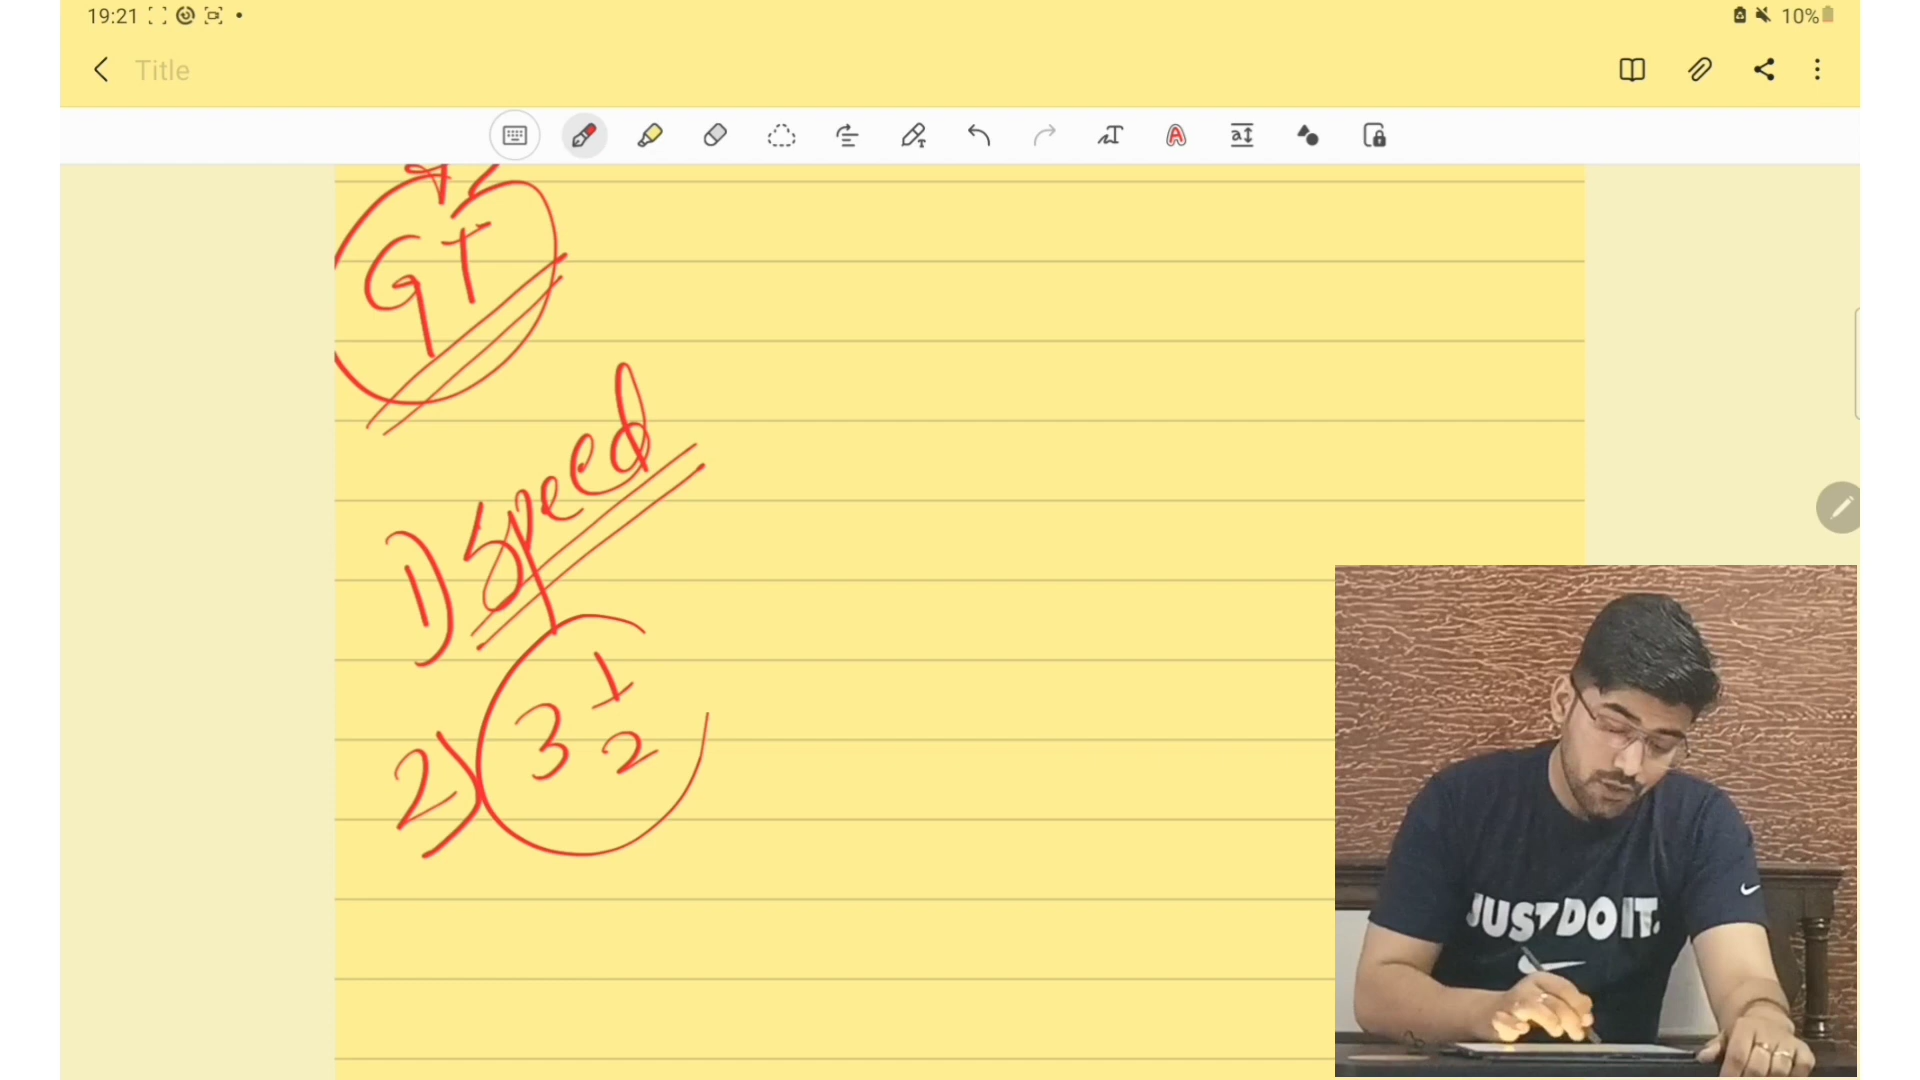 19:21
10%
Title
GT
1) Speed
2) 3 1
2
JUST DO IT.